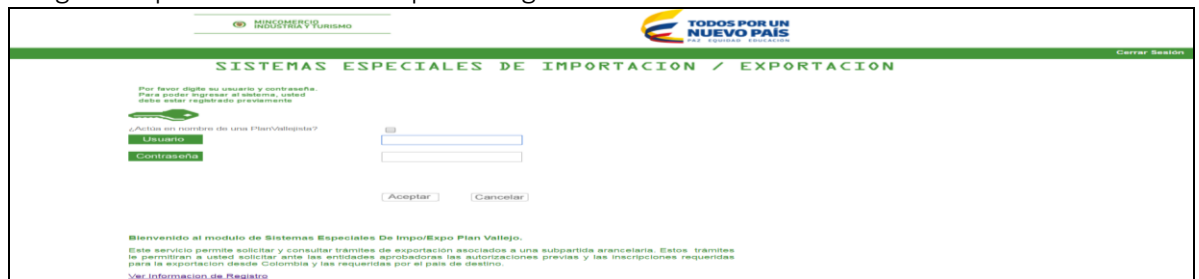 MINCOMERCIO
INDUSTRIA Y TURISMO
TODOS POR UN
NUEVO PAÍS
PAZ EQUIDAD EDUCACIÓN
Cerrar Sesión
SISTEMAS ESPECIALES DE IMPORTACION / EXPORTACION
Por favor digite su usuario y contraseña.
Para poder ingresar al sistema, usted
debe estar registrado previamente
¿Actúa en nombre de una PlanVallejista?
Usuario
Contraseña
Aceptar Cancelar
Bienvenido al modulo de Sistemas Especiales De Impo/Expo Plan Vallejo.
Este servicio permite solicitar y consultar trámites de exportación asociados a una subpartida arancelaria. Estos trámites
le permitiran a usted solicitar ante las entidades aprobadoras las autorizaciones previas y las inscripciones requeridas
para la exportacion desde Colombia y las requeridas por el pais de destino.
Ver Informacion de Registro